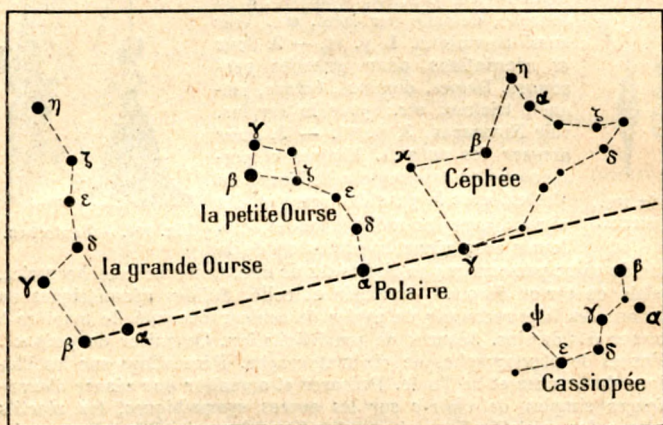 η
ζ
ε
δ
la grande Ourse
γ
β
α
γ
β
ζ
ε
δ
la petite Ourse
α Polaire
η
α
ζ
δ
β
ϰ
Céphée
γ
β
α
γ
δ
ε
ψ
Cassiopée